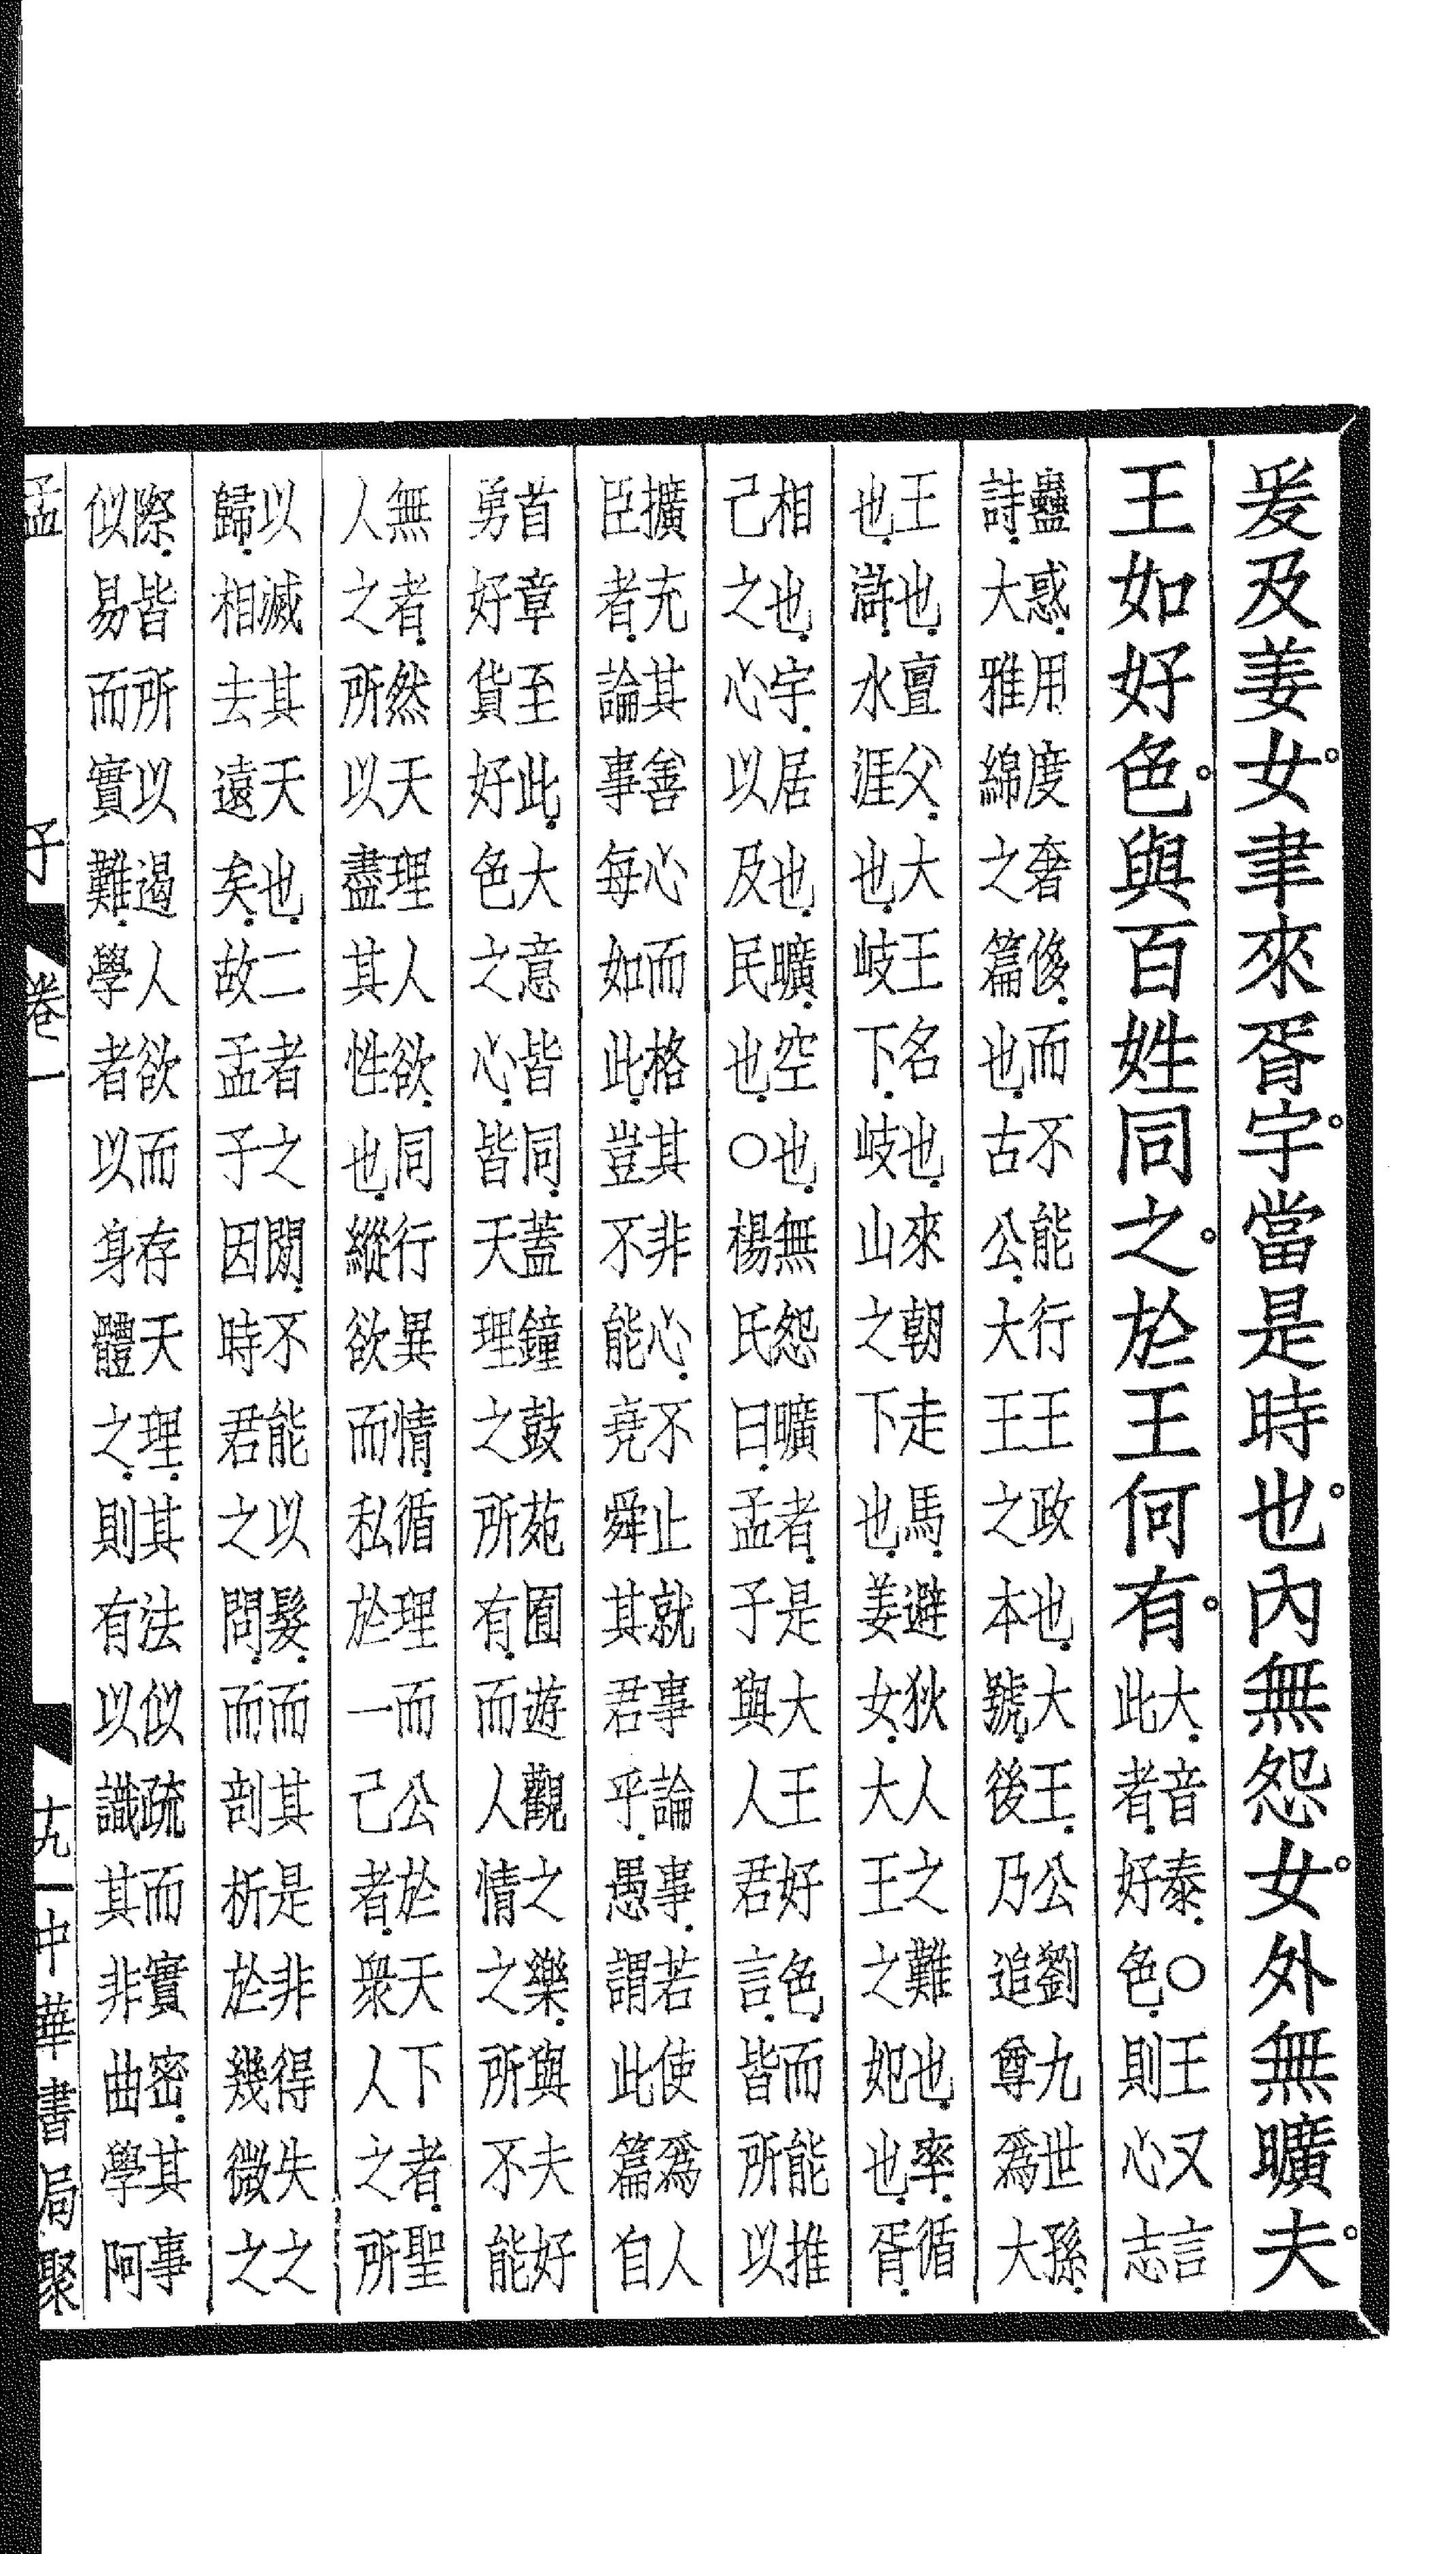 爰及姜女。聿來胥宇。當是時也。內無怨女。外無曠夫。
王如好色。與百姓同之。於王何有。大.音泰.○王又言
此者.好色.則心志
蠱惑.用度奢侈.而不能行王政也.大王.公劉九世孫.
詩.大雅綿之篇也.古公.大王之本號.後乃追尊爲大
王也.亶父.大王名也.來朝走馬.避狄人之難也.率.循
也.滸.水涯也.岐下.岐山之下也.姜女.大王之妃也.胥.
相也.宇.居也.曠.空也.無怨曠者.是大王好色.而能推
己之心以及民也.○楊氏曰.孟子與人君言.皆所以
擴充其善心而格其非心.不止就事論事.若使爲人
臣者.論事每如此.豈不能堯舜其君乎.愚謂此篇自
首章至此.大意皆同.蓋鐘鼓苑囿遊觀之樂.與夫好
勇好貨好色之心.皆天理之所有.而人情之所不能
無者.然天理人欲.同行異情.循理而公於天下者.聖
人之所以盡其性也.縱欲而私於一己者.衆人之所
以滅其天也.二者之閒.不能以髮.而其是非得失之
歸.相去遠矣.故孟子因時君之問.而剖析於幾微之
際.皆所以遏人欲而存天理.其法似疏而實密.其事
似易而實難.學者以身體之.則有以識其非曲學阿
孟子 卷一 十九 中華書局聚